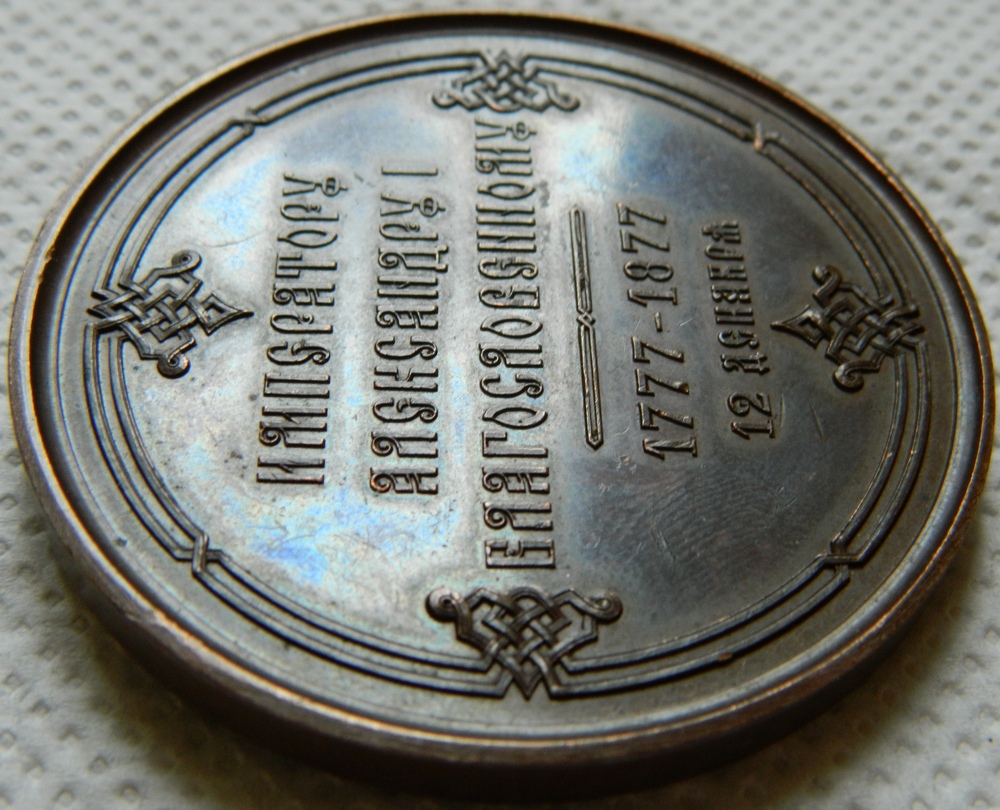 ИМПЕРАТОРУ
АЛЕКСАНДРУ I
БЛАГОСЛОВЕННОМУ
1777-1877
12 ДЕКАБРЯ